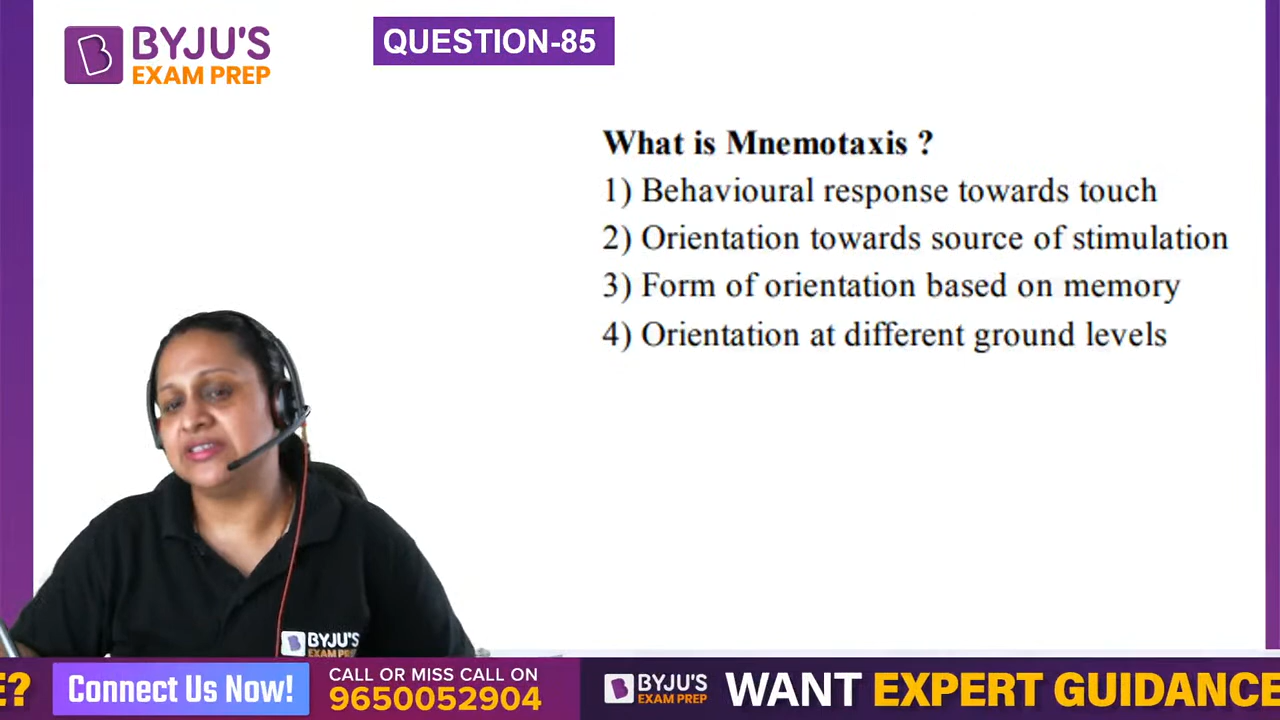 BYJU'S
EXAM PREP
QUESTION-85
What is Mnemotaxis ?
1) Behavioural response towards touch
2) Orientation towards source of stimulation
3) Form of orientation based on memory
4) Orientation at different ground levels
BYJU'S
EXAM PREP
E?
Connect Us Now!
CALL OR MISS CALL ON
9650052904
BYJU'S
EXAM PREP
WANT EXPERT GUIDANCE